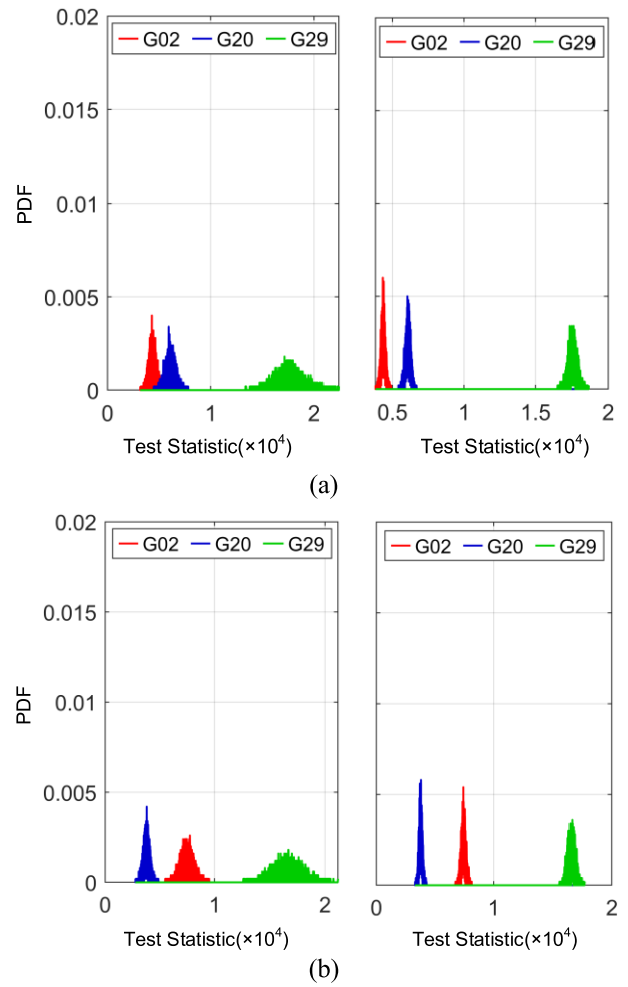 0.02
G02 G20 G29
G02 G20 G29
0.015
0.01
PDF
0.005
0
0 1 2
0.5 1 1.5 2
Test Statistic(×10⁴)
Test Statistic(×10⁴)
(a)
0.02
G02 G20 G29
G02 G20 G29
0.015
0.01
PDF
0.005
0
0 1 2
0 1 2
Test Statistic(×10⁴)
Test Statistic(×10⁴)
(b)